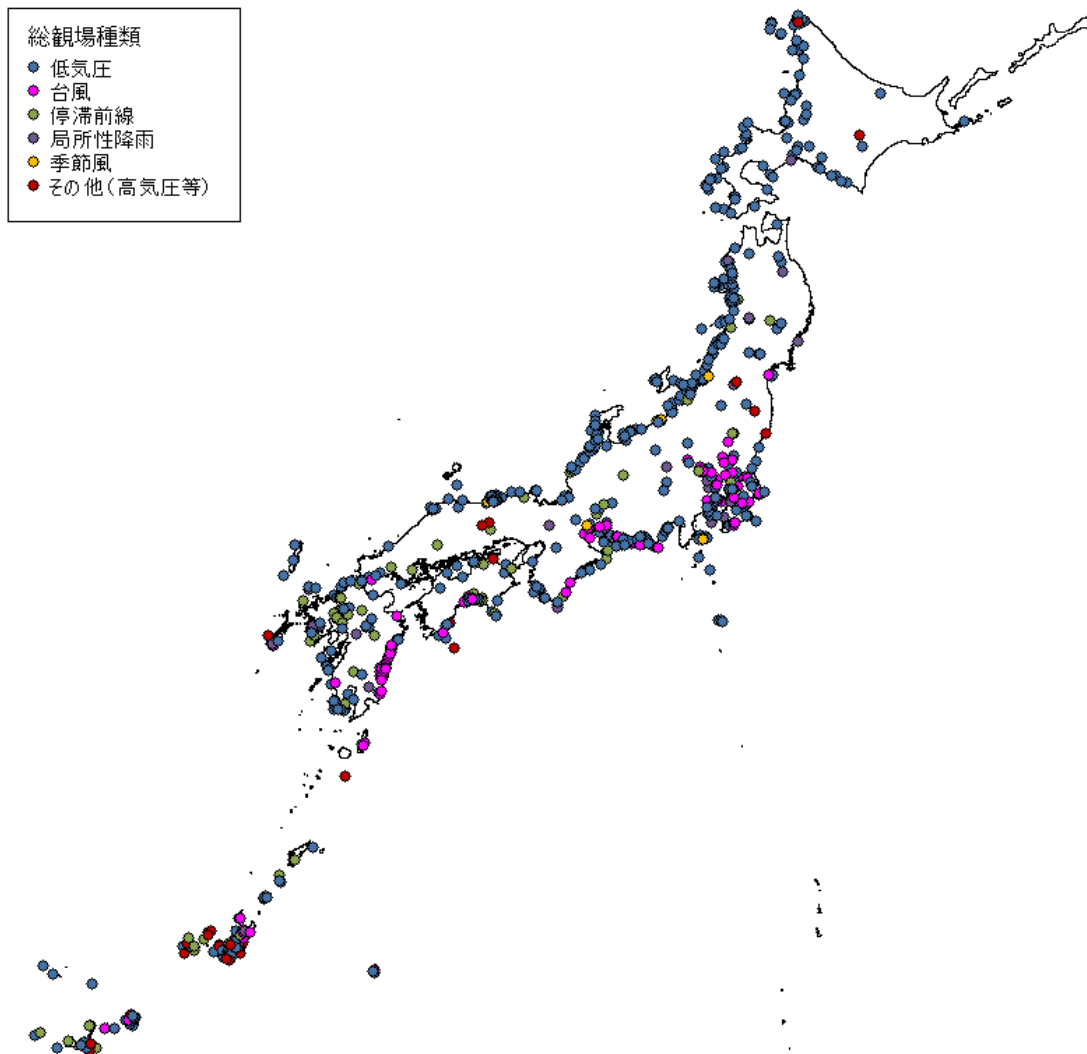 総観場種類
低気圧
台風
停滞前線
局所性降雨
季節風
その他(高気圧等)